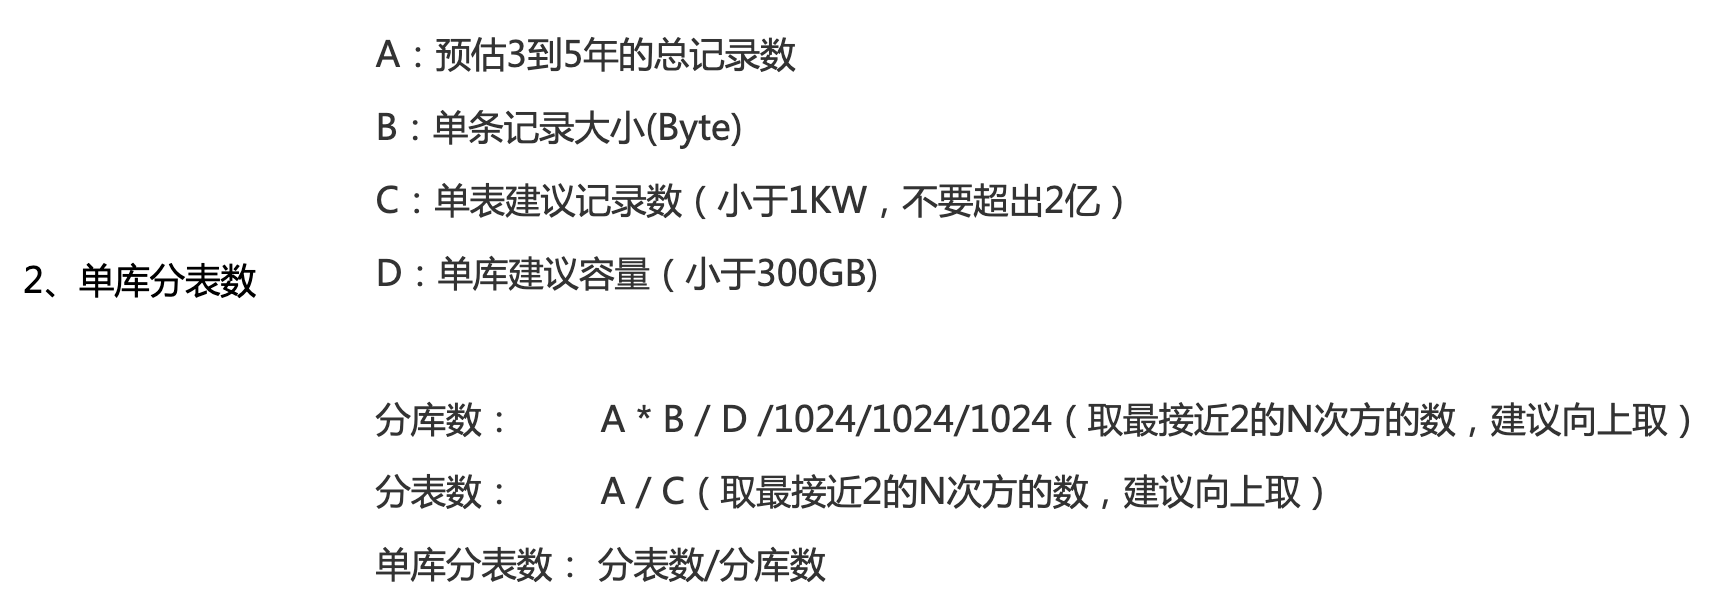 A：预估3到5年的总记录数
B：单条记录大小(Byte)
C：单表建议记录数（小于1KW，不要超出2亿）
2、单库分表数
D：单库建议容量（小于300GB)
分库数： A * B / D /1024/1024/1024（取最接近2的N次方的数，建议向上取）
分表数： A / C（取最接近2的N次方的数，建议向上取）
单库分表数： 分表数/分库数